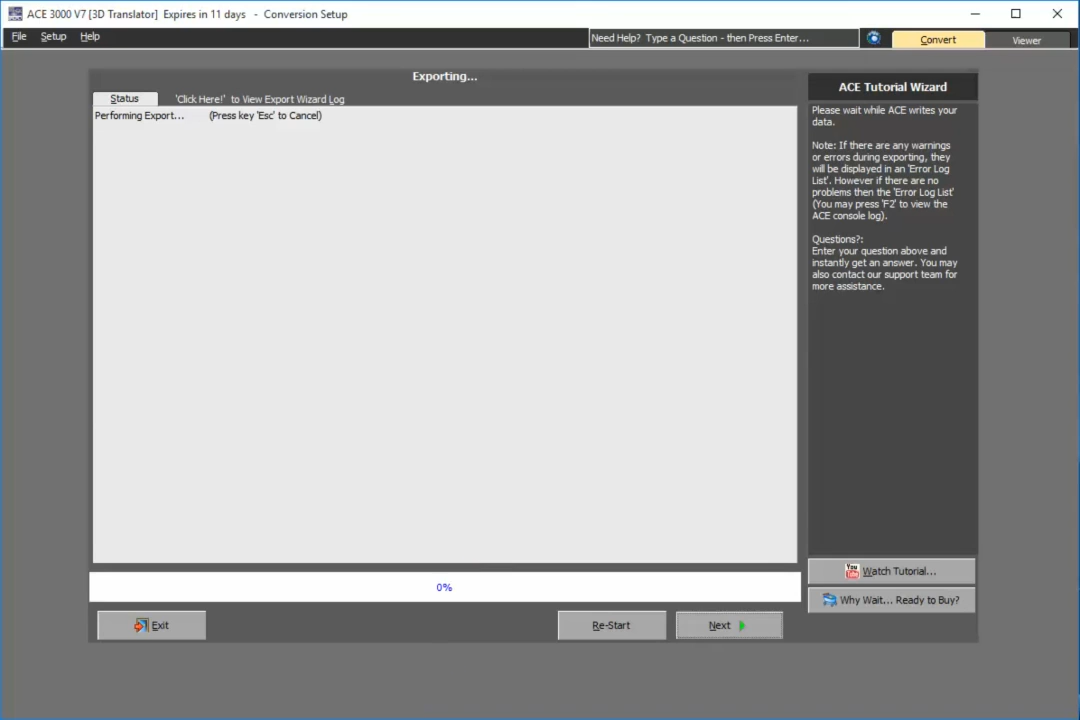 ACE 3000 V7 [3D Translator] Expires in 11 days - Conversion Setup
File Setup Help
Need Help? Type a Question - then Press Enter...
Convert
Viewer
Exporting...
Status
'Click Here!' to View Export Wizard Log
Performing Export... (Press key 'Esc' to Cancel)
0%
Exit
Re-Start
Next
ACE Tutorial Wizard
Please wait while ACE writes your
data.
Note: If there are any warnings
or errors during exporting, they
will be displayed in an 'Error Log
List'. However if there are no
problems then the 'Error Log List'
(You may press 'F2' to view the
ACE console log).
Questions?:
Enter your question above and
instantly get an answer. You may
also contact our support team for
more assistance.
You
Tube
Watch Tutorial...
Why Wait... Ready to Buy?